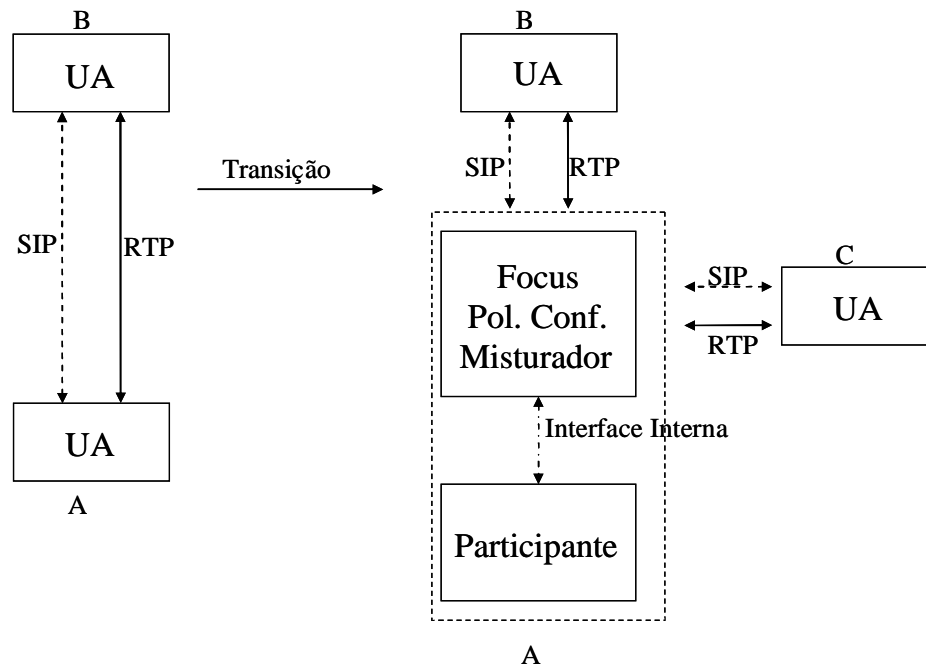 B
UA
SIP
RTP
UA
A
Transição
B
UA
SIP
RTP
Focus
Pol. Conf.
Misturador
Interface Interna
Participante
A
SIP
RTP
C
UA